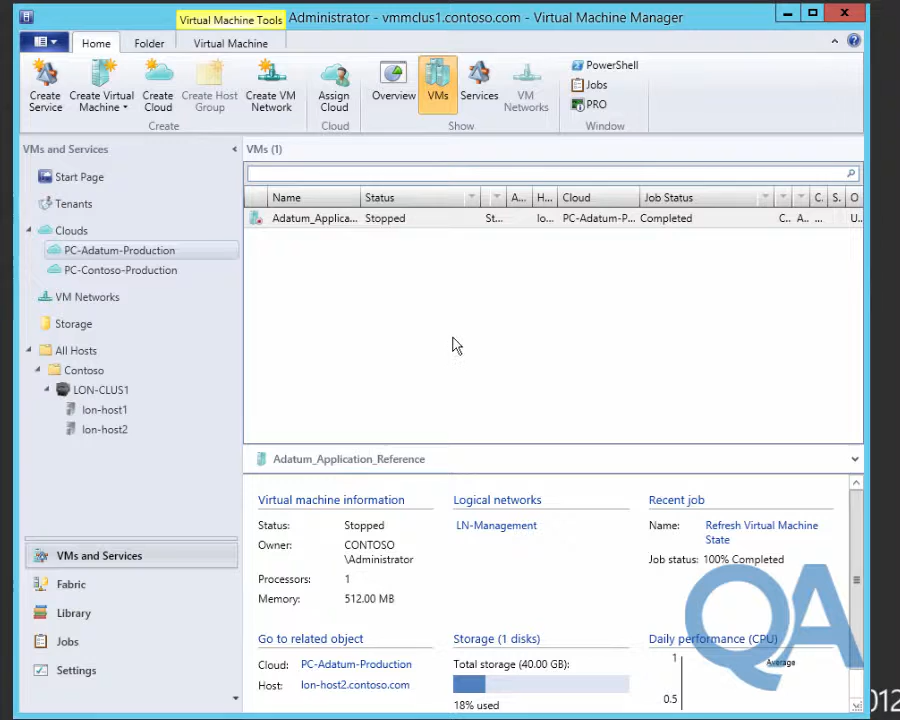 Virtual Machine Tools
Administrator - vmmclus1.contoso.com - Virtual Machine Manager
Home Folder Virtual Machine
Create Service
Create Virtual Machine
Create Cloud
Create Host Group
Create VM Network
Assign Cloud
Overview
VMs
Services
VM Networks
PowerShell
Jobs
PRO
Create Cloud Show Window
VMs and Services
VMs (1)
Start Page
Tenants
Clouds
PC-Adatum-Production
PC-Contoso-Production
VM Networks
Storage
All Hosts
Contoso
LON-CLUS1
lon-host1
lon-host2
Name Status A... H... Cloud Job Status C. S. O
Adatum_Applica... Stopped St... lo... PC-Adatum-P... Completed C.. A.. ... U..
Adatum_Application_Reference
Virtual machine information
Status: Stopped
Owner: CONTOSO
\Administrator
Processors: 1
Memory: 512.00 MB
Logical networks
LN-Management
Recent job
Name: Refresh Virtual Machine
State
Job status: 100% Completed
Go to related object
Cloud: PC-Adatum-Production
Host: lon-host2.contoso.com
Storage (1 disks)
Total storage (40.00 GB):
18% used
Daily performance (CPU)
1
Average
0.5
VMs and Services
Fabric
Library
Jobs
Settings
QA
012